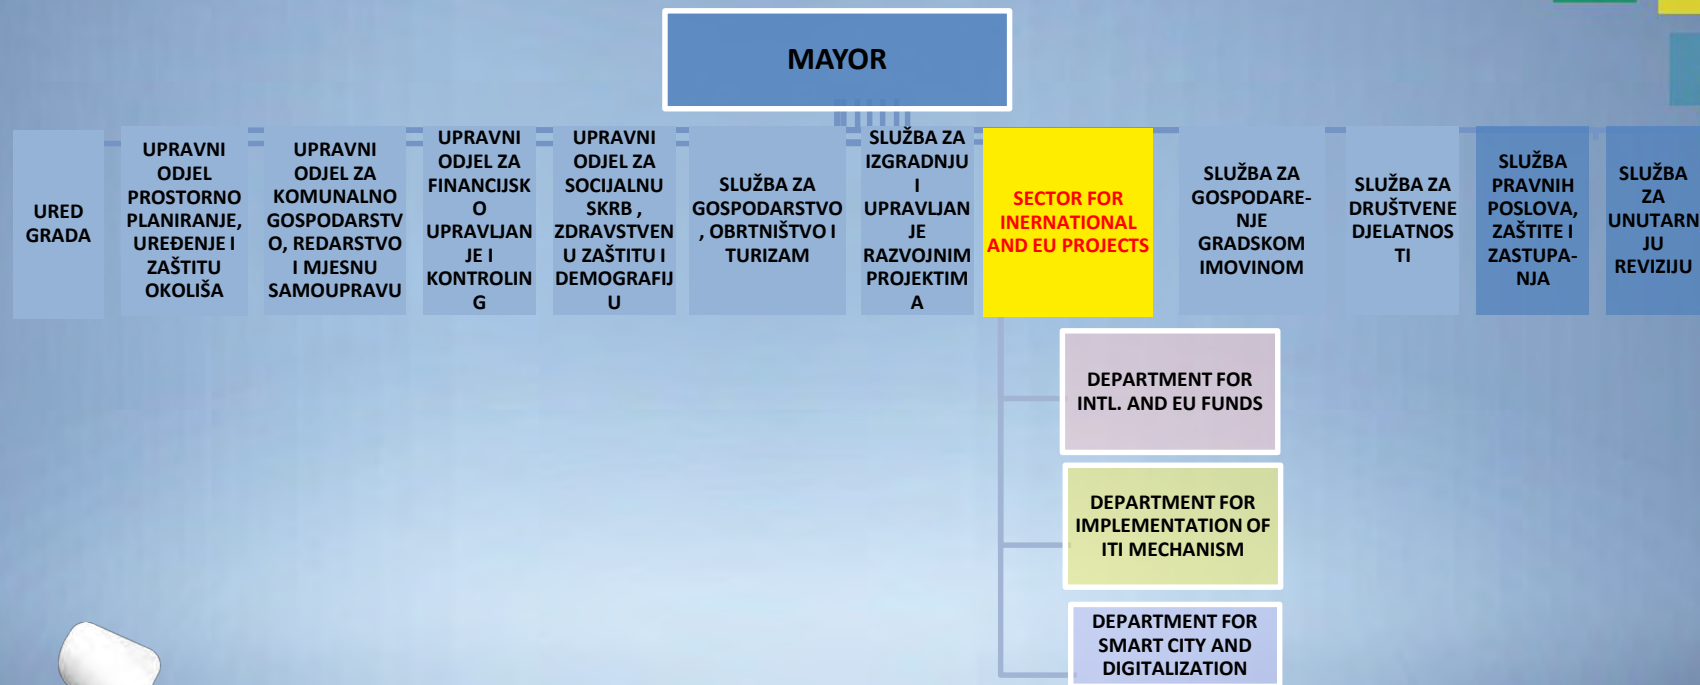 MAYOR
URED
GRADA
UPRAVNI
ODJEL
PROSTORNO
PLANIRANJE,
UREĐENJE I
ZAŠTITU
OKOLIŠA
UPRAVNI
ODJEL ZA
KOMUNALNO
GOSPODARSTV
O, REDARSTVO
I MJESNU
SAMOUPRAVU
UPRAVNI
ODJEL ZA
FINANCIJSK
O
UPRAVLJAN
JE I
KONTROLIN
G
UPRAVNI
ODJEL ZA
SOCIJALNU
SKRB ,
ZDRAVSTVEN
U ZAŠTITU I
DEMOGRAFIJ
U
SLUŽBA ZA
GOSPODARSTVO
, OBRTNIŠTVO I
TURIZAM
SLUŽBA ZA
IZGRADNJU
I
UPRAVLJAN
JE
RAZVOJNIM
PROJEKTIM
A
SECTOR FOR
INERNATIONAL
AND EU PROJECTS
SLUŽBA ZA
GOSPODARE-
NJE
GRADSKOM
IMOVINOM
SLUŽBA ZA
DRUŠTVENE
DJELATNOS
TI
SLUŽBA
PRAVNIH
POSLOVA,
ZAŠTITE I
ZASTUPA-
NJA
SLUŽBA
ZA
UNUTARN
JU
REVIZIJU
DEPARTMENT FOR
INTL. AND EU FUNDS
DEPARTMENT FOR
IMPLEMENTATION OF
ITI MECHANISM
DEPARTMENT FOR
SMART CITY AND
DIGITALIZATION